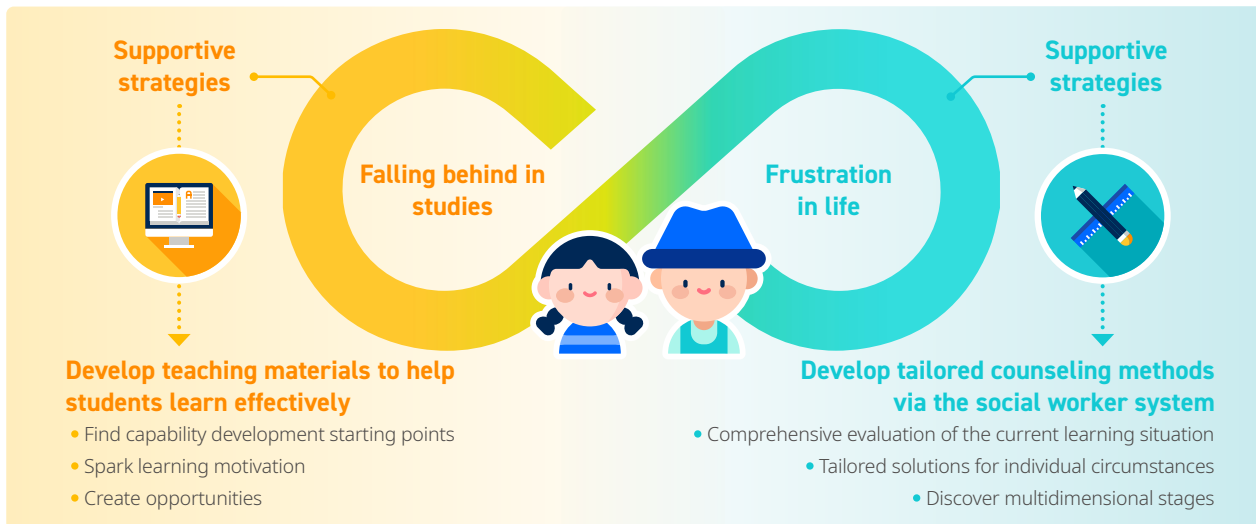 Supportive
strategies
Falling behind in
studies
Develop teaching materials to help
students learn effectively
• Find capability development starting points
• Spark learning motivation
• Create opportunities
Supportive
strategies
Frustration
in life
Develop tailored counseling methods
via the social worker system
• Comprehensive evaluation of the current learning situation
• Tailored solutions for individual circumstances
• Discover multidimensional stages